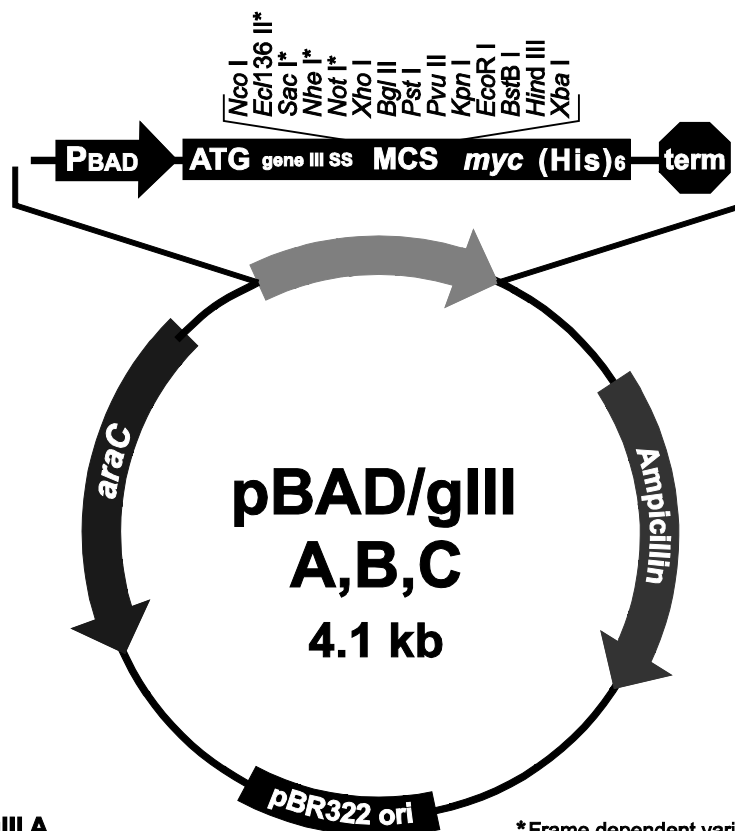 Nco I
Ecl136 II*
Sac I*
Nhe I*
Not I*
Xho I
Bgl II
Pst I
Pvu II
Kpn I
EcoR I
BstB I
Hind III
Xba I
PBAD ATG gene III SS MCS myc (His)6 term
araC
Ampicillin
pBAD/gIII
A,B,C
4.1 kb
pBR322 ori
*Frame dependent